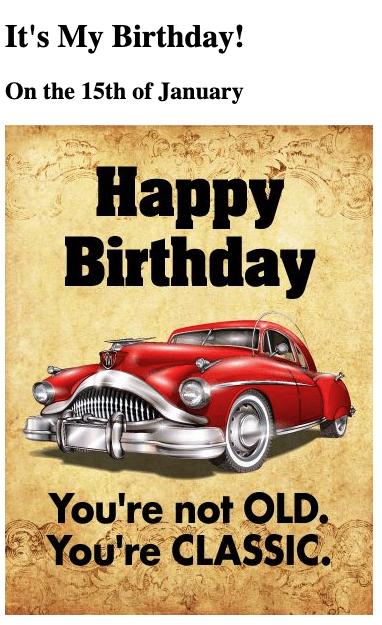 It's My Birthday!
On the 15th of January
Happy
Birthday
You're not OLD.
You're CLASSIC.